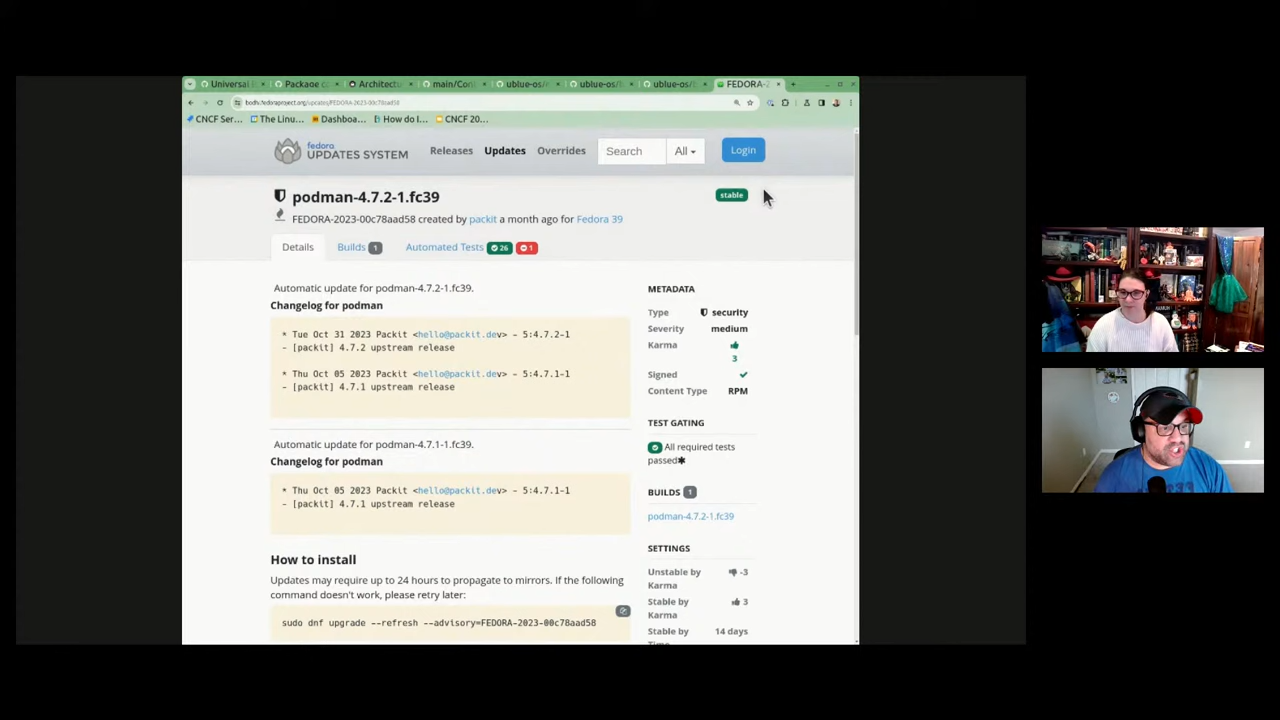 Universal
Package
Architectu
main/Con
ublue-os/
ublue-os/
ublue-os/
FEDORA-2
bodhi.fedoraproject.org/updates/FEDORA-2023-00c78aad58
CNCF Ser...
The Linu...
Dashboa...
How do I...
CNCF 20...
fedora
UPDATES SYSTEM
Releases
Updates
Overrides
Search
All
Login
podman-4.7.2-1.fc39
stable
FEDORA-2023-00c78aad58 created by packit a month ago for Fedora 39
Details
Builds 1
Automated Tests 26 1
Automatic update for podman-4.7.2-1.fc39.
Changelog for podman
* Tue Oct 31 2023 Packit <hello@packit.dev> - 5:4.7.2-1
- [packit] 4.7.2 upstream release
* Thu Oct 05 2023 Packit <hello@packit.dev> - 5:4.7.1-1
- [packit] 4.7.1 upstream release
Automatic update for podman-4.7.1-1.fc39.
Changelog for podman
* Thu Oct 05 2023 Packit <hello@packit.dev> - 5:4.7.1-1
- [packit] 4.7.1 upstream release
How to install
Updates may require up to 24 hours to propagate to mirrors. If the following
command doesn't work, please retry later:
sudo dnf upgrade --refresh --advisory=FEDORA-2023-00c78aad58
METADATA
Type security
Severity medium
Karma
3
Signed
Content Type RPM
TEST GATING
All required tests
passed✱
BUILDS 1
podman-4.7.2-1.fc39
SETTINGS
Unstable by -3
Karma
Stable by 3
Karma
Stable by 14 days
Time